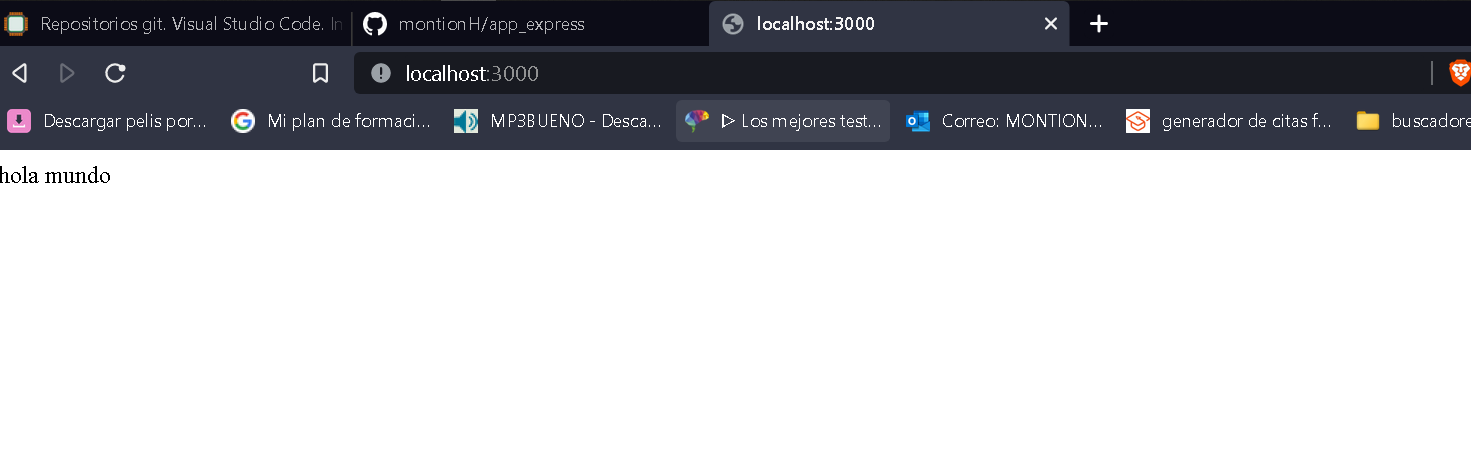 Repositorios git. Visual Studio Code. In
montionH/app_express
localhost:3000
localhost:3000
Descargar pelis por...
Mi plan de formaci...
MP3BUENO - Desca...
▷ Los mejores test...
Correo: MONTION...
generador de citas f...
buscadore
hola mundo